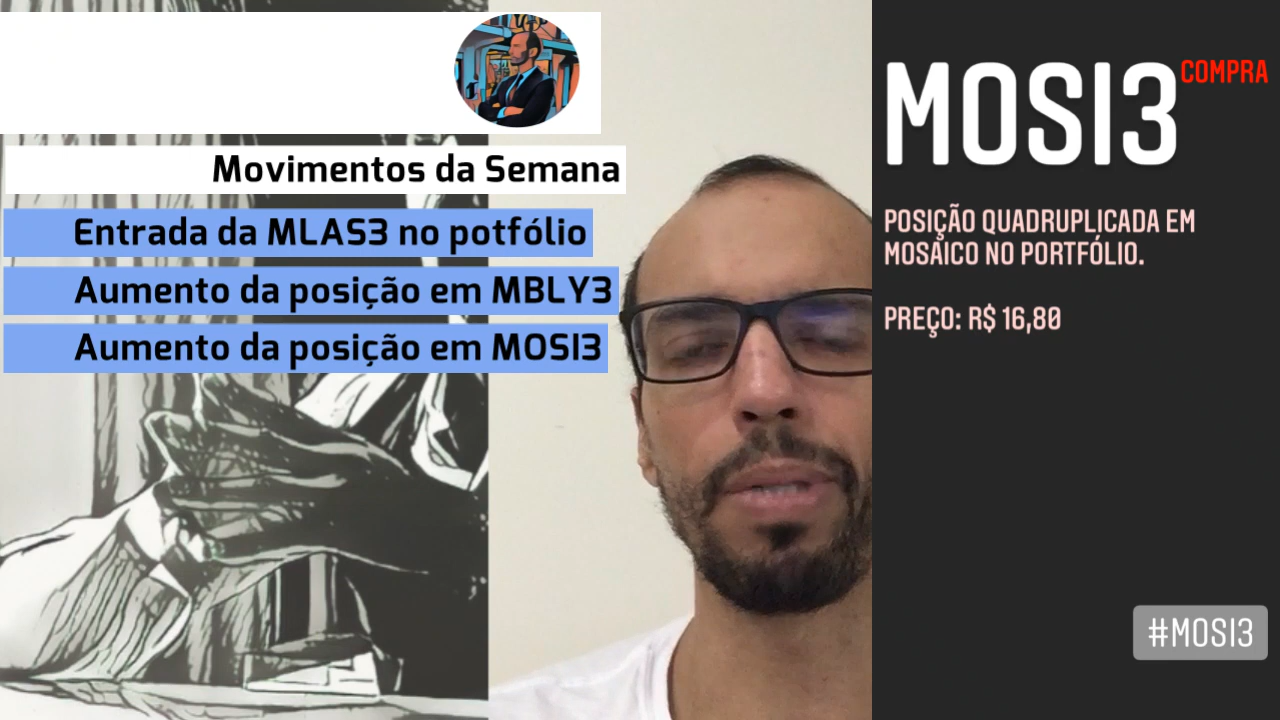 Movimentos da Semana
Entrada da MLAS3 no potfólio
Aumento da posição em MBLY3
Aumento da posição em MOSI3
MOSI3 COMPRA
POSIÇÃO QUADRUPLICADA EM
MOSAICO NO PORTFÓLIO.
PREÇO: R$ 16,80
#MOSI3